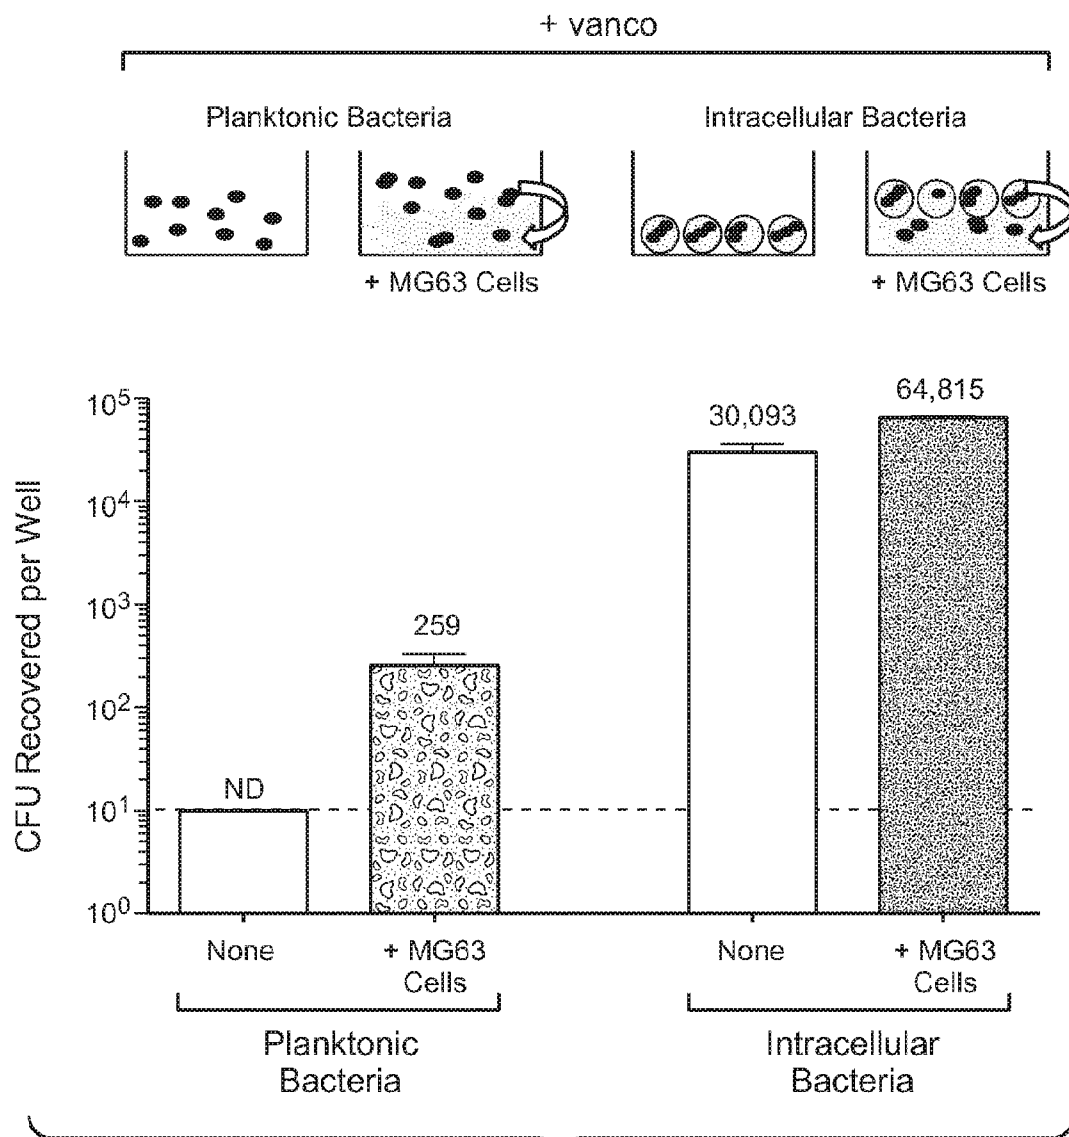 + vanco
Planktonic Bacteria
Intracellular Bacteria
+ MG63 Cells
+ MG63 Cells
CFU Recovered per Well
10⁵
10⁴
10³
10²
10¹
10⁰
ND
259
30,093
64,815
None
+ MG63
Cells
None
+ MG63
Cells
Planktonic
Bacteria
Intracellular
Bacteria